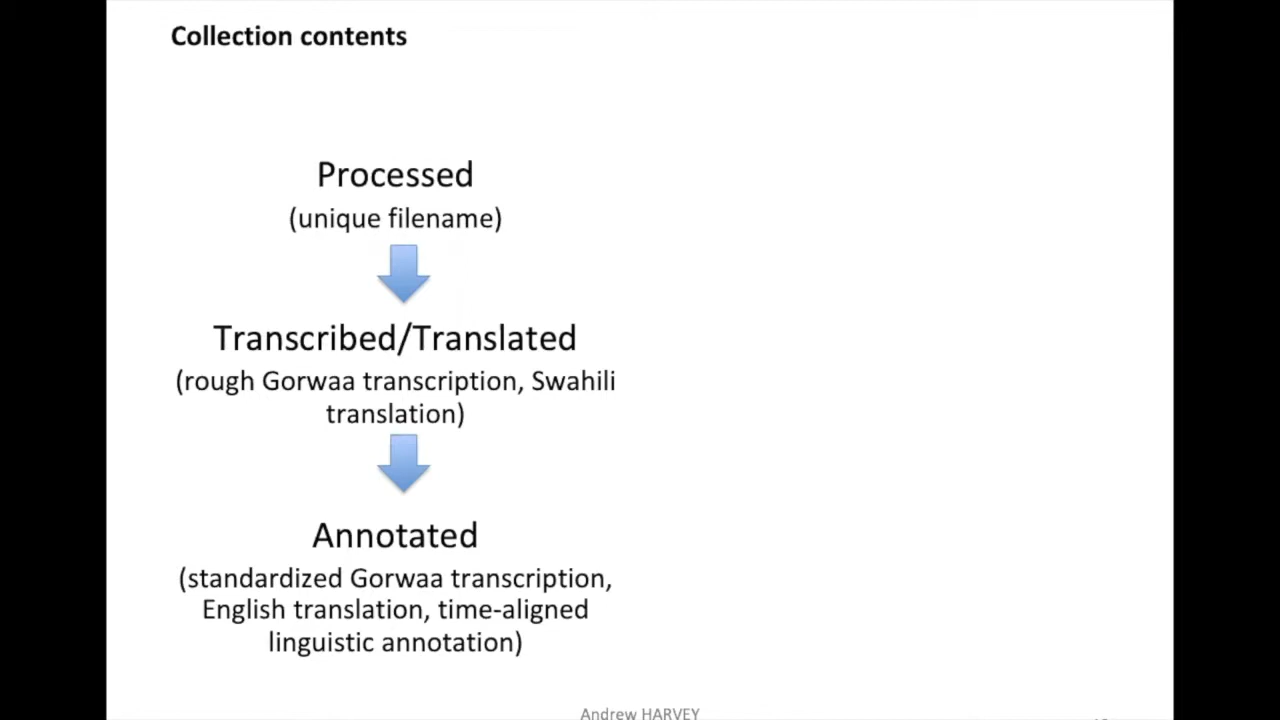 Collection contents
Processed
(unique filename)
Transcribed/Translated
(rough Gorwaa transcription, Swahili
translation)
Annotated
(standardized Gorwaa transcription,
English translation, time-aligned
linguistic annotation)
Andrew HARVEY